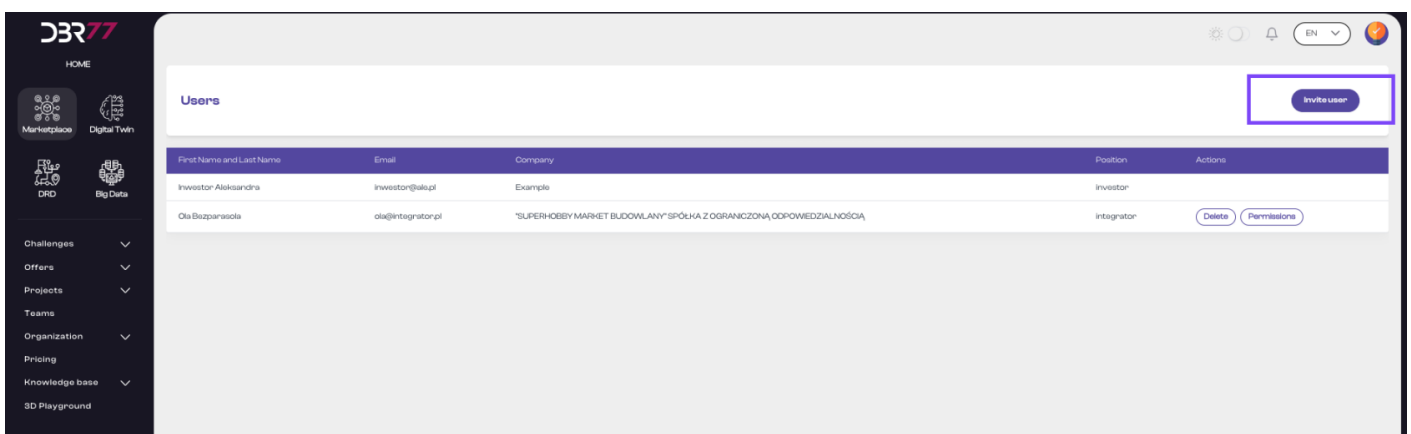 DBR77
HOME
EN
Marketplace
Digital Twin
DRD
Big Data
Challenges
Offers
Projects
Teams
Organization
Pricing
Knowledge base
3D Playground
Users
Invite user
First Name and Last Name Email Company Position Actions
Inwestor Aleksandra inwestor@ale.pl Example investor
Ola Bezparasola ola@integrator.pl "SUPERHOBBY MARKET BUDOWLANY" SPÓŁKA Z OGRANICZONĄ ODPOWIEDZIALNOŚCIĄ integrator Delete Permissions